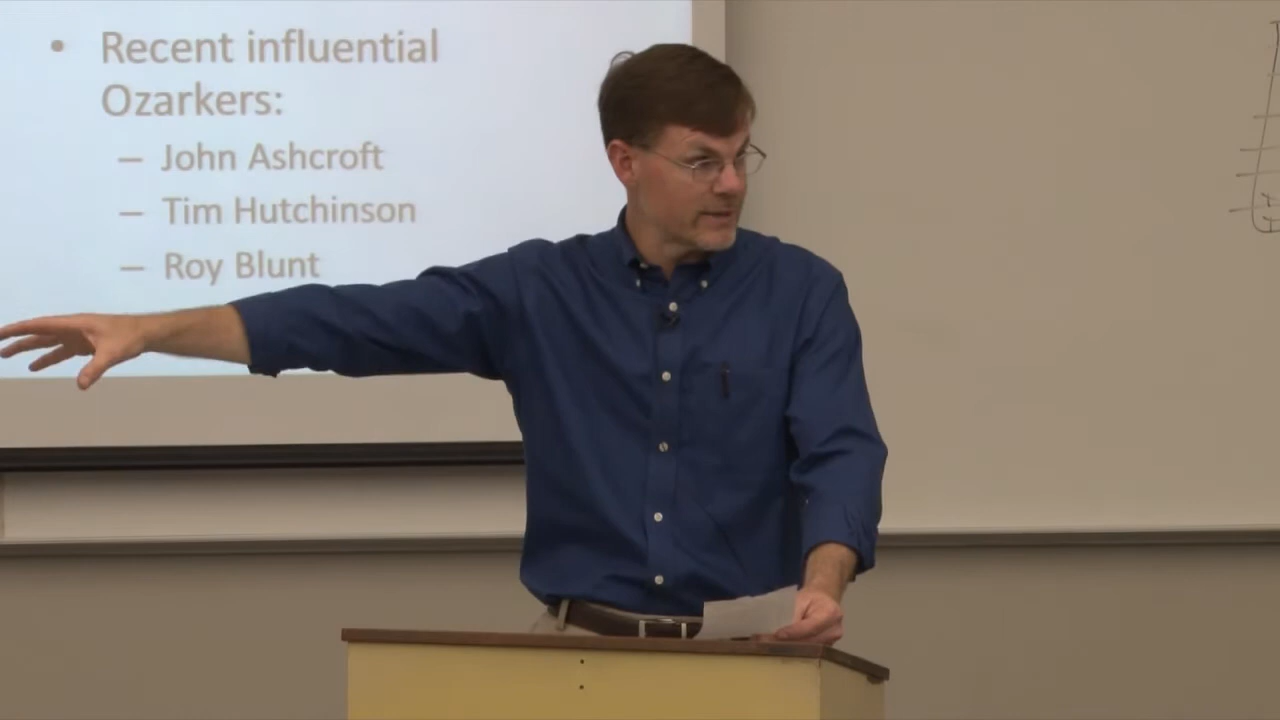 • Recent influential
Ozarkers:
– John Ashcroft
– Tim Hutchinson
– Roy Blunt